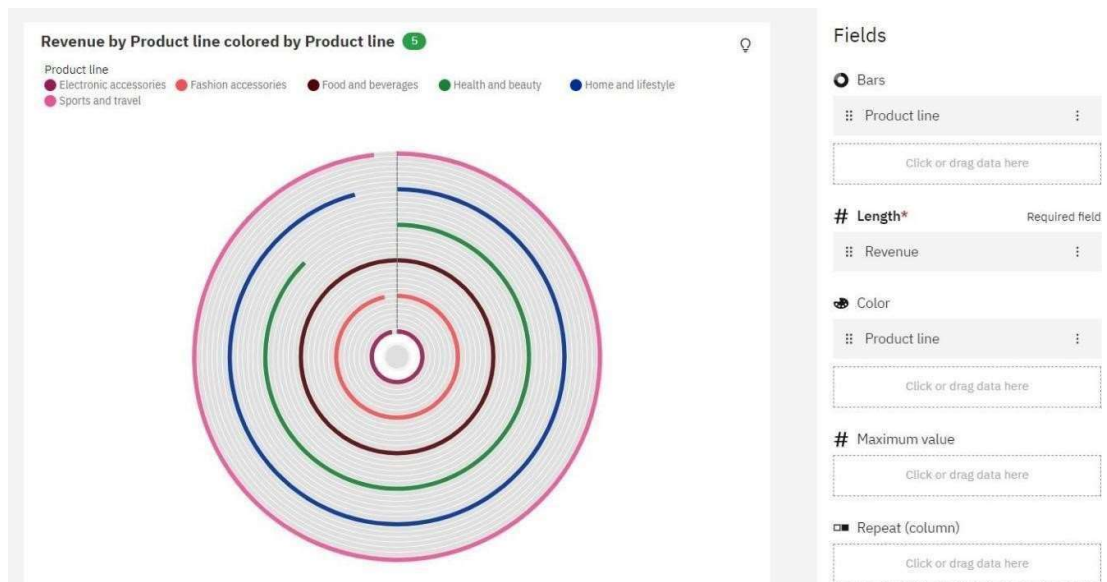 Revenue by Product line colored by Product line 5
Product line
Electronic accessories Fashion accessories Food and beverages Health and beauty Home and lifestyle
Sports and travel
Fields
Bars
Product line
Click or drag data here
# Length* Required field
Revenue
Color
Product line
Click or drag data here
# Maximum value
Click or drag data here
Repeat (column)
Click or drag data here